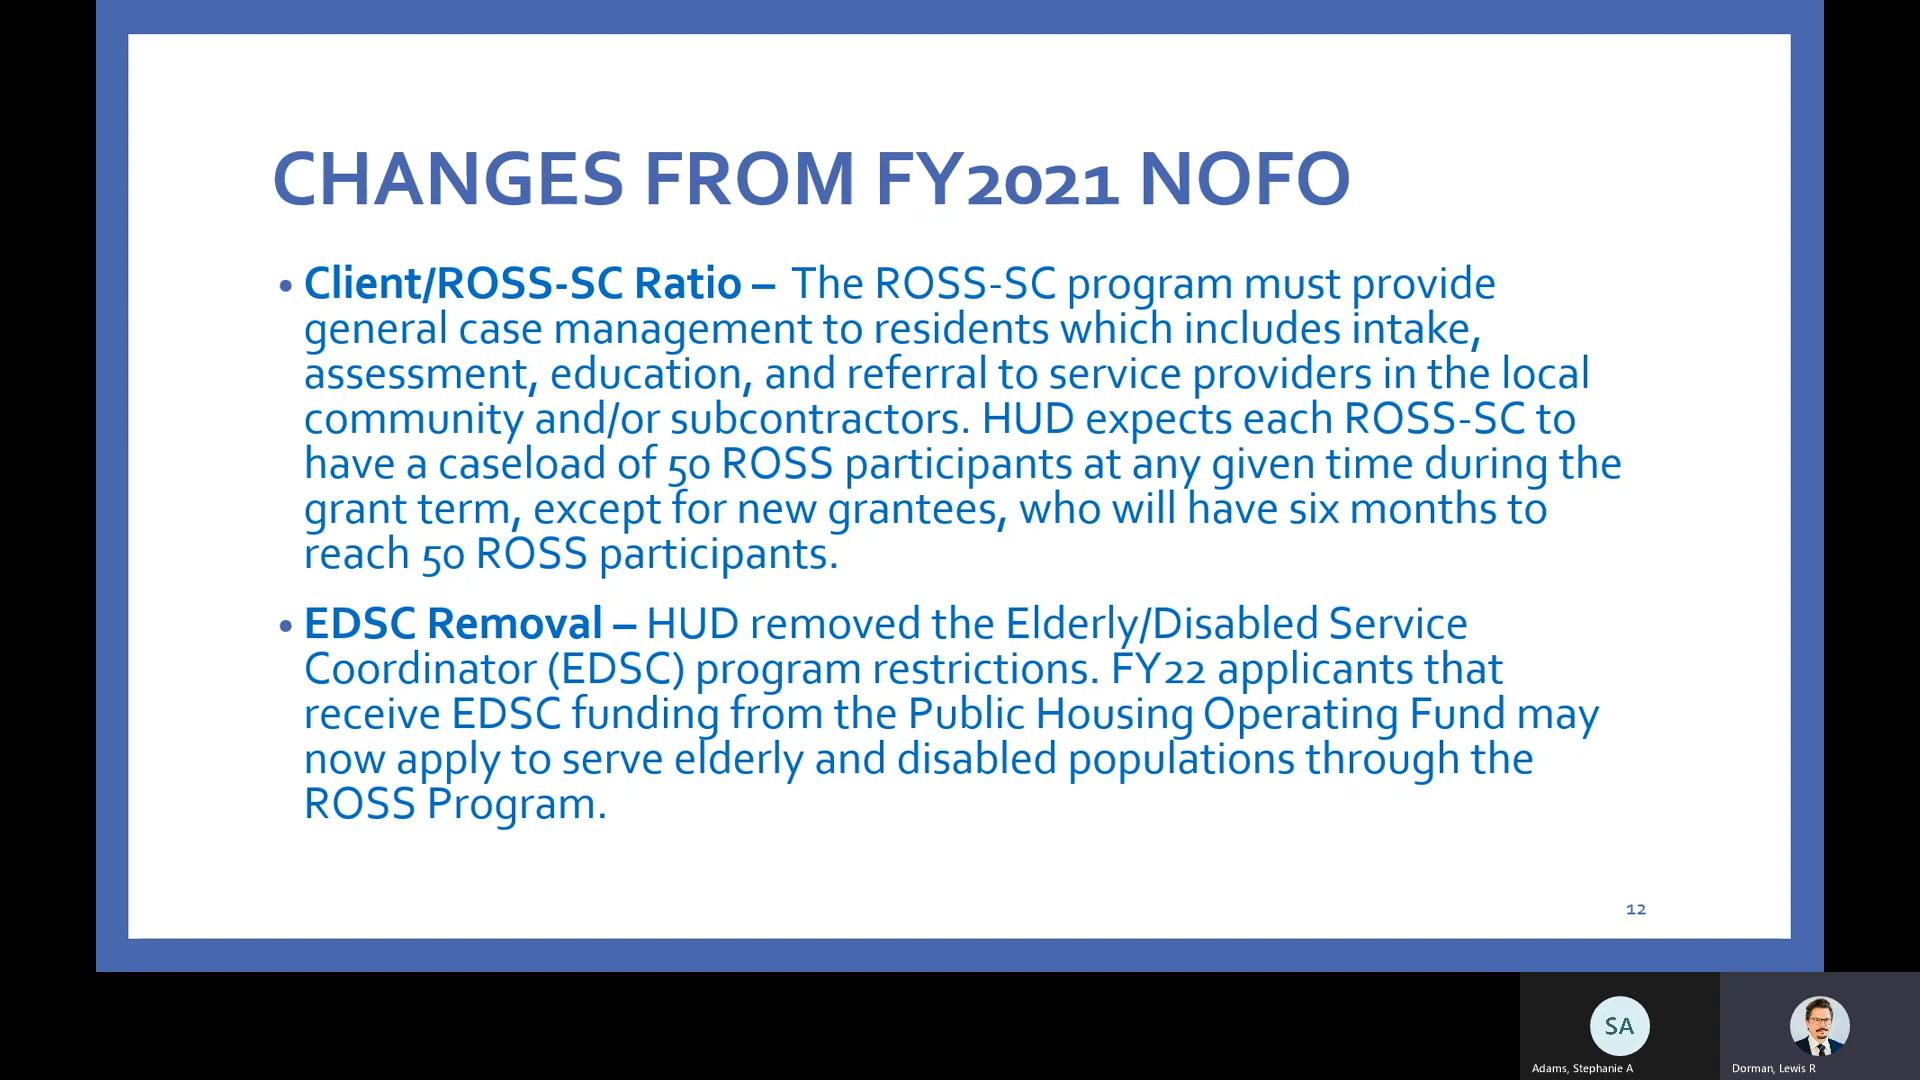 CHANGES FROM FY2021 NOFO
• Client/ROSS-SC Ratio – The ROSS-SC program must provide
general case management to residents which includes intake,
assessment, education, and referral to service providers in the local
community and/or subcontractors. HUD expects each ROSS-SC to
have a caseload of 50 ROSS participants at any given time during the
grant term, except for new grantees, who will have six months to
reach 50 ROSS participants.
• EDSC Removal – HUD removed the Elderly/Disabled Service
Coordinator (EDSC) program restrictions. FY22 applicants that
receive EDSC funding from the Public Housing Operating Fund may
now apply to serve elderly and disabled populations through the
ROSS Program.
12
SA
Adams, Stephanie A
Dorman, Lewis R